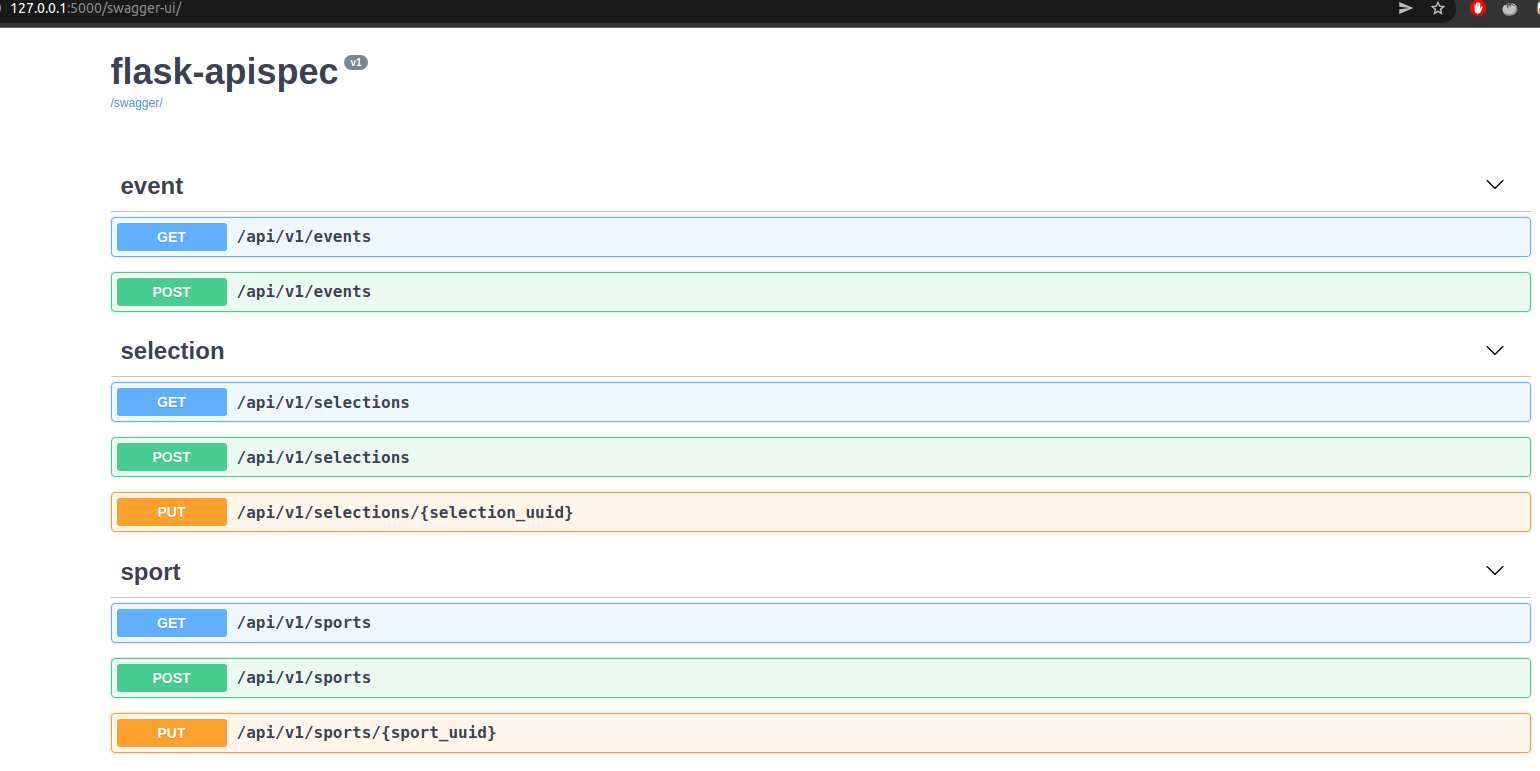 127.0.0.1:5000/swagger-ui/
flask-apispec v1
/swagger/
event
GET /api/v1/events
POST /api/v1/events
selection
GET /api/v1/selections
POST /api/v1/selections
PUT /api/v1/selections/{selection_uuid}
sport
GET /api/v1/sports
POST /api/v1/sports
PUT /api/v1/sports/{sport_uuid}